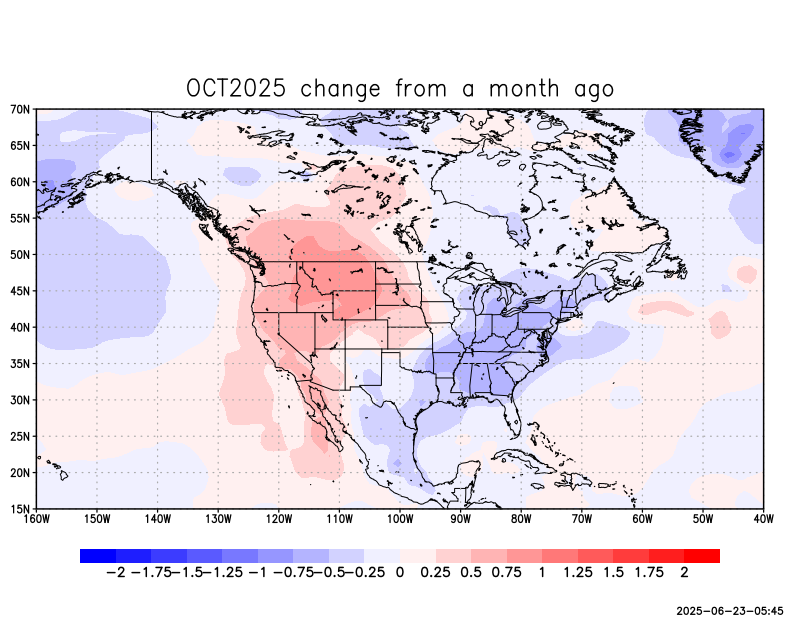 OCT2025 change from a month ago
70N
65N
60N
55N
50N
45N
40N
35N
30N
25N
20N
15N
160W 150W 140W 130W 120W 110W 100W 90W 80W 70W 60W 50W 40W
−2 −1.75 −1.5 −1.25 −1 −0.75 −0.5 −0.25 0 0.25 0.5 0.75 1 1.25 1.5 1.75 2
2025−06−23−05:45